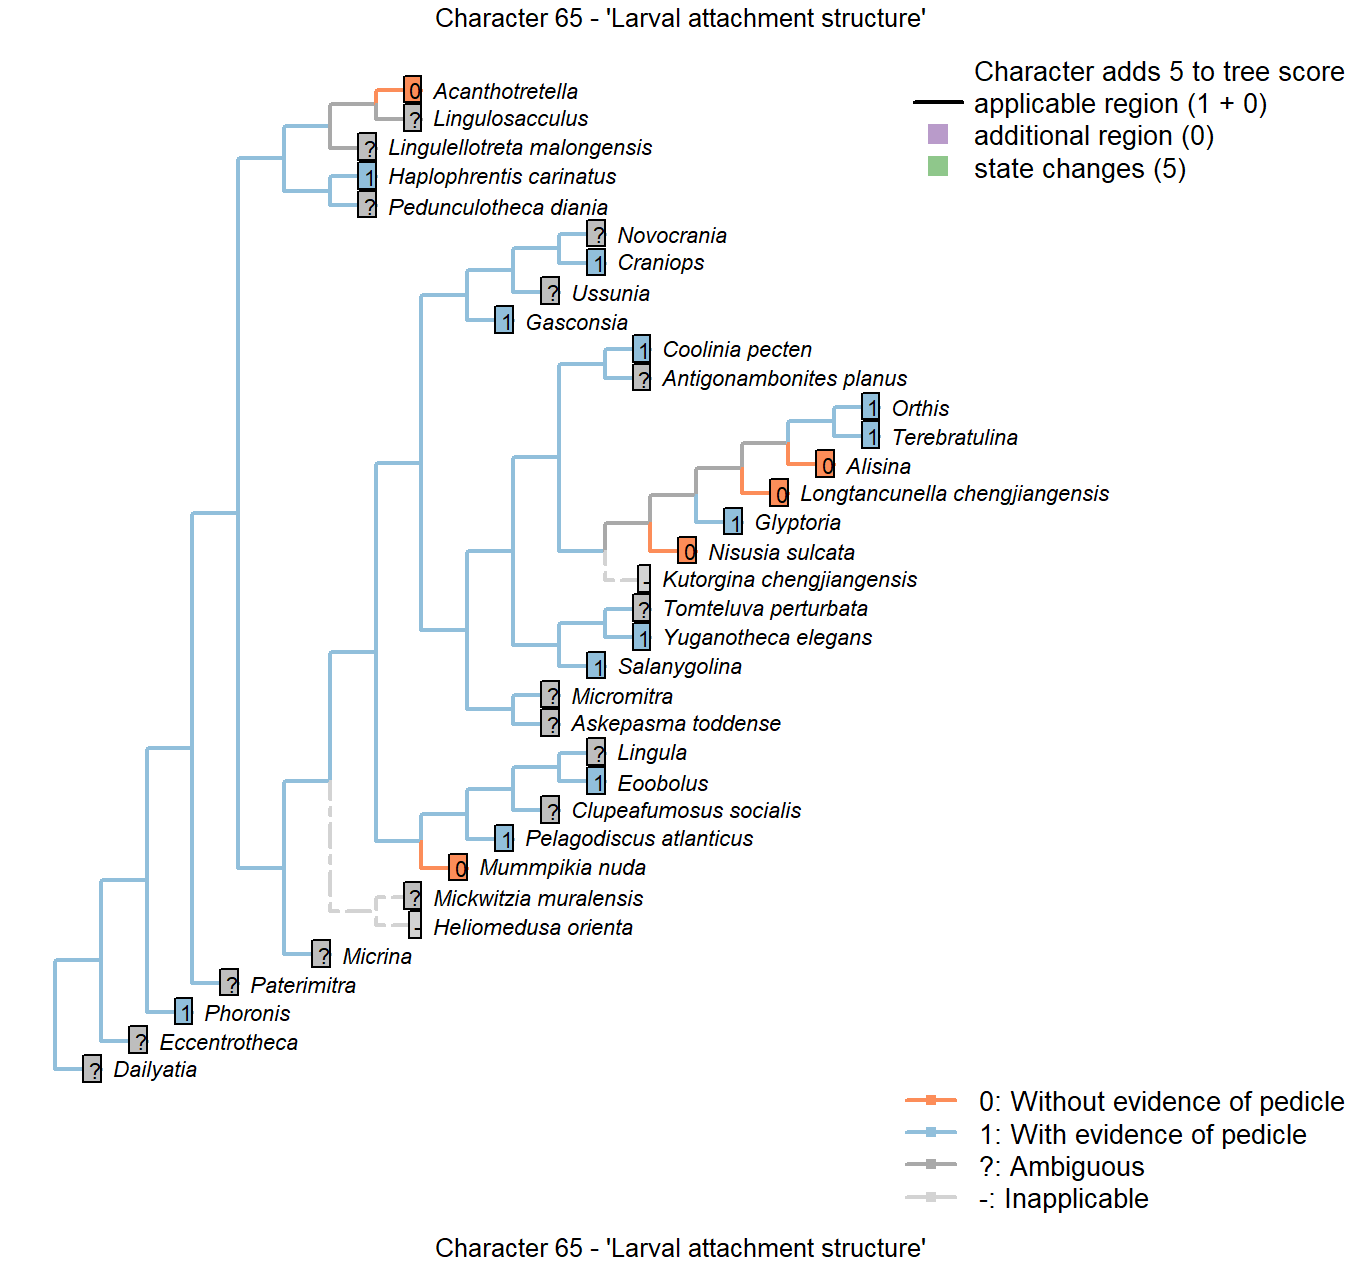 Character 65 - 'Larval attachment structure'
Character adds 5 to tree score
applicable region (1 + 0)
additional region (0)
state changes (5)
0 Acanthotretella
? Lingulosacculus
? Lingulellotreta malongensis
1 Haplophrentis carinatus
? Pedunculotheca diania
? Novocrania
1 Craniops
? Ussunia
1 Gasconsia
1 Coolinia pecten
? Antigonambonites planus
1 Orthis
1 Terebratulina
0 Alisina
0 Longtancunella chengjiangensis
1 Glyptoria
0 Nisusia sulcata
- Kutorgina chengjiangensis
? Tomteluva perturbata
1 Yuganotheca elegans
1 Salanygolina
? Micromitra
? Askepasma toddense
? Lingula
1 Eoobolus
? Clupeafumosus socialis
1 Pelagodiscus atlanticus
0 Mummpikia nuda
? Mickwitzia muralensis
- Heliomedusa orienta
? Micrina
? Paterimitra
1 Phoronis
? Eccentrotheca
? Dailyatia
0: Without evidence of pedicle
1: With evidence of pedicle
?: Ambiguous
-: Inapplicable
Character 65 - 'Larval attachment structure'